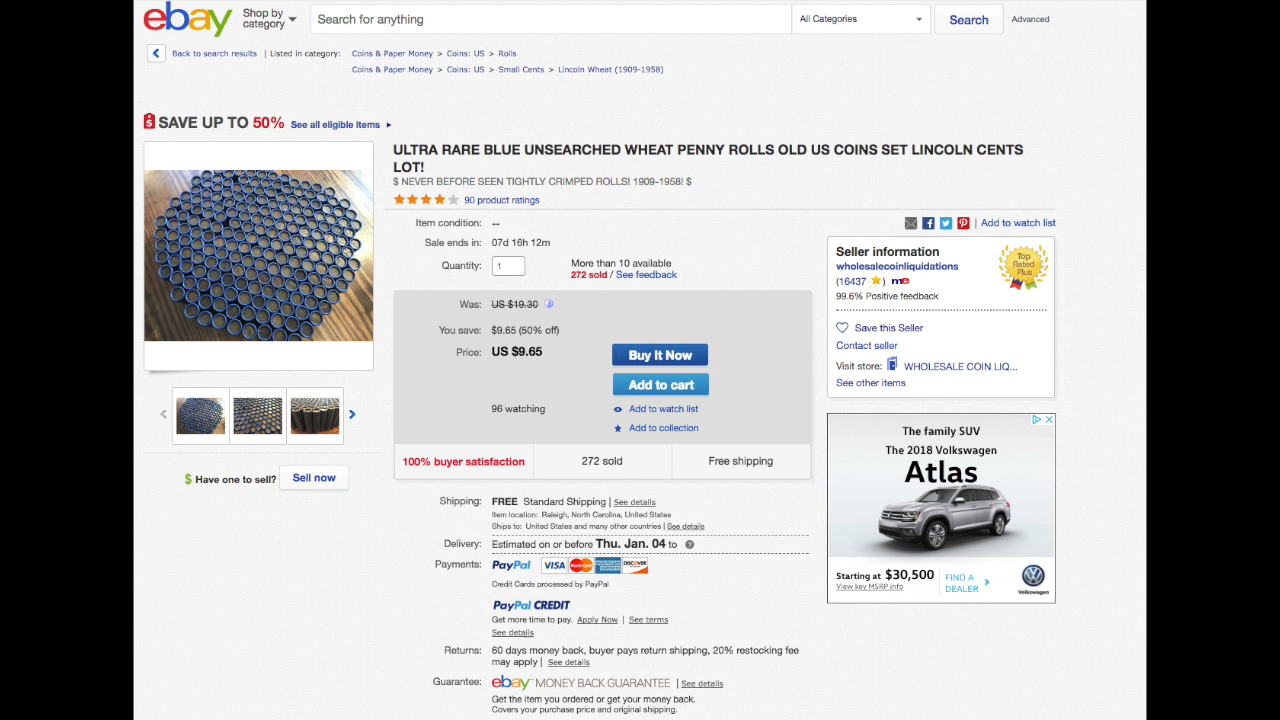 ebay
Shop by
category
Search for anything
All Categories
Search
Advanced
Back to search results | Listed in category:
Coins & Paper Money > Coins: US > Rolls
Coins & Paper Money > Coins: US > Small Cents > Lincoln Wheat (1909-1958)
SAVE UP TO 50% See all eligible items
ULTRA RARE BLUE UNSEARCHED WHEAT PENNY ROLLS OLD US COINS SET LINCOLN CENTS
LOT!
$ NEVER BEFORE SEEN TIGHTLY CRIMPED ROLLS! 1909-1958! $
90 product ratings
Item condition: --
Sale ends in: 07d 16h 12m
Quantity: 1
More than 10 available
272 sold / See feedback
Was: US $19.30
You save: $9.65 (50% off)
Price: US $9.65
Buy It Now
Add to cart
96 watching
Add to watch list
Add to collection
100% buyer satisfaction
272 sold
Free shipping
Have one to sell? Sell now
Shipping: FREE Standard Shipping | See details
Item location: Raleigh, North Carolina, United States
Ships to: United States and many other countries | See details
Delivery: Estimated on or before Thu. Jan. 04 to
Payments: PayPal VISA MasterCard AMERICAN EXPRESS DISCOVER
Credit Cards processed by PayPal
PayPal CREDIT
Get more time to pay. Apply Now | See terms
See details
Returns: 60 days money back, buyer pays return shipping, 20% restocking fee
may apply | See details
Guarantee: ebay MONEY BACK GUARANTEE | See details
Get the item you ordered or get your money back.
Covers your purchase price and original shipping.
| Add to watch list
Seller information
wholesalecoinliquidations
(16437 ) me
99.6% Positive feedback
Top
Rated
Plus
Save this Seller
Contact seller
Visit store: WHOLESALE COIN LIQ...
See other items
The family SUV
The 2018 Volkswagen
Atlas
Starting at $30,500
View key MSRP info
FIND A
DEALER
Volkswagen